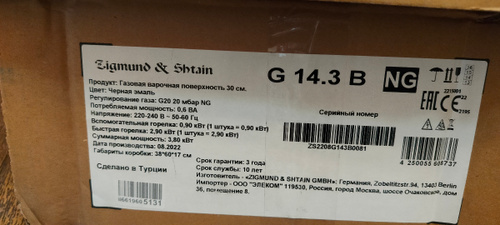 Zigmund & Shtain
G 14.3 B
NG
Продукт: Газовая варочная поверхность 30 см.
Цвет: Черная эмаль
Регулирование газа: G20 20 мбар NG
Потребляемая мощность: 0,6 ВА
Напряжение: 220-240 В ~ 50-60 Гц
Вспомогательная горелка: 0,90 кВт (1 штука = 0,90 кВт)
Быстрая горелка: 2,90 кВт (1 штука = 2,90 кВт)
Суммарная мощность: 3,80 кВт
Дата производства: 08.2022
Габариты коробки: 38*60*17 см
Сделано в Турции
Серийный номер
ZS2208G143B0081
EAC CE
Срок гарантии: 3 года
Срок службы: 10 лет
Изготовитель - «ZIGMUND & SHTAIN GMBH»; Германия, Zobeltitzstr.94, 13403 Berlin
Импортер - ООО "ЭЛЕКОМ" 119530, Россия, город Москва, шоссе Очаковское, дом
36, помещение 8.
5131